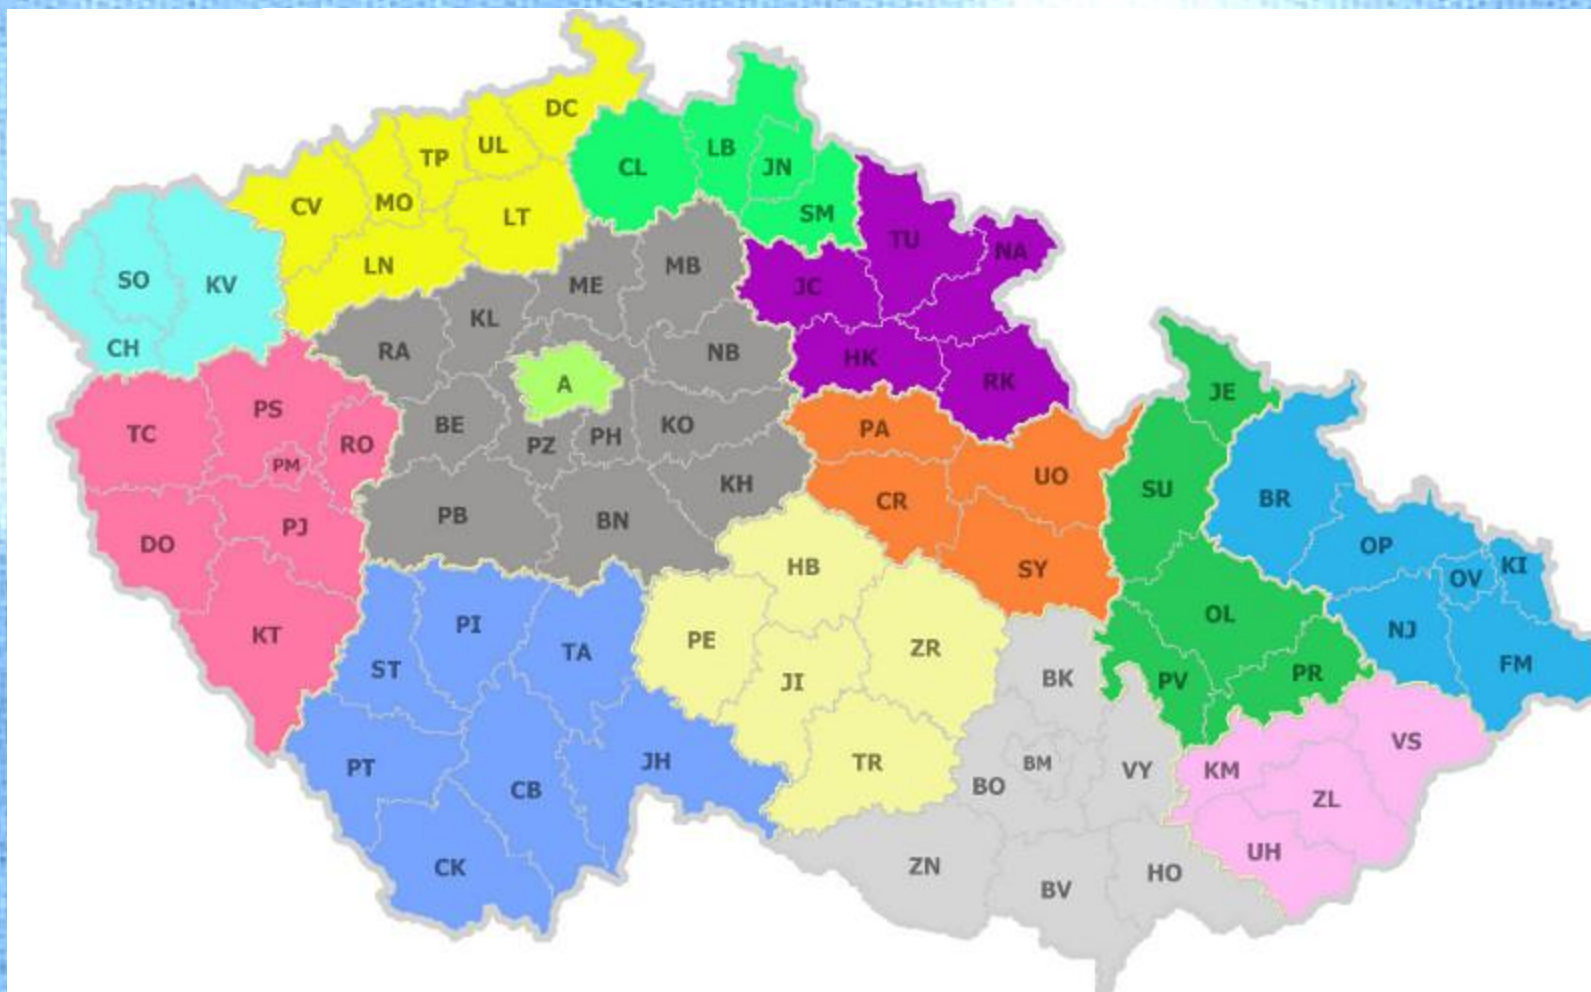 DC
UL
TP
CL
LB
JN
CV
MO
LT
SM
TU
NA
SO
KV
LN
ME
MB
JC
CH
RA
KL
NB
HK
RK
A
JE
TC
PS
RO
BE
PZ
PH
KO
PA
PM
KH
UO
SU
BR
DO
PJ
PB
BN
CR
OP
OV
KI
HB
SY
KT
ST
PI
TA
PE
JI
ZR
OL
NJ
FM
BK
PV
PR
PT
CB
JH
TR
BO
BM
VY
KM
VS
ZL
CK
ZN
BV
HO
UH